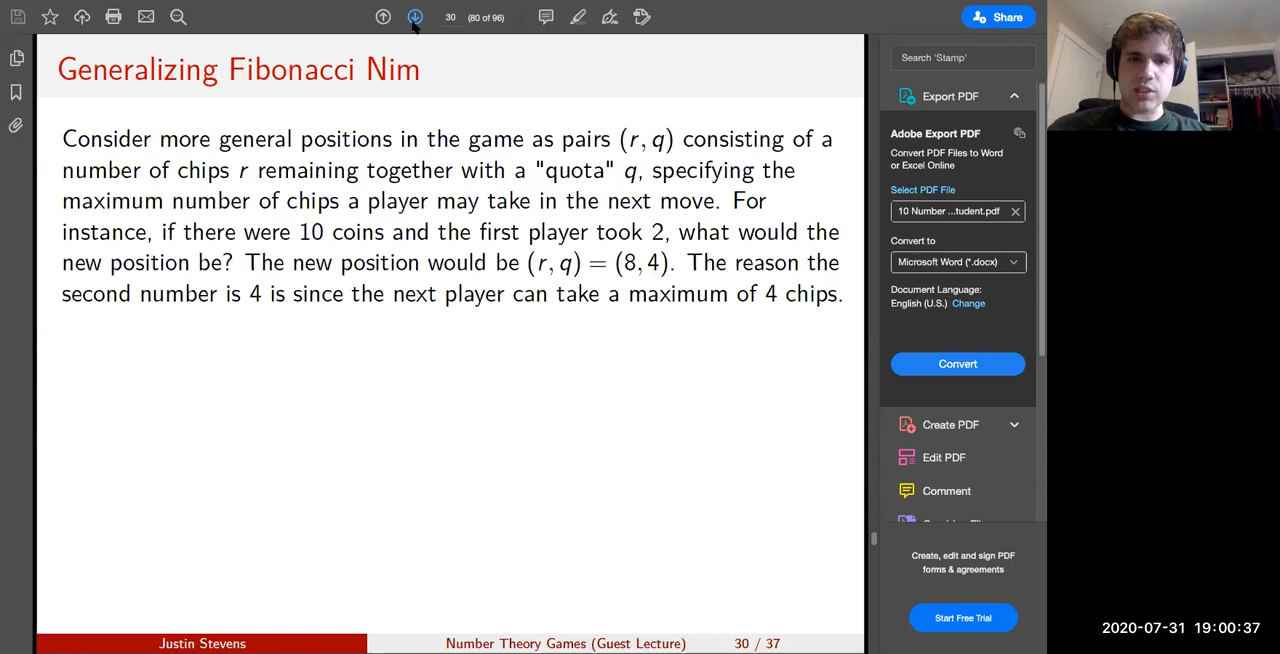 30 (80 of 96)
Share
Generalizing Fibonacci Nim
Consider more general positions in the game as pairs (r, q) consisting of a
number of chips r remaining together with a "quota" q, specifying the
maximum number of chips a player may take in the next move. For
instance, if there were 10 coins and the first player took 2, what would the
new position be? The new position would be (r, q) = (8, 4). The reason the
second number is 4 is since the next player can take a maximum of 4 chips.
Justin Stevens
Number Theory Games (Guest Lecture)
30 / 37
Search 'Stamp'
Export PDF
Adobe Export PDF
Convert PDF Files to Word
or Excel Online
Select PDF File
10 Number ...tudent.pdf
Convert to
Microsoft Word (*.docx)
Document Language:
English (U.S.) Change
Convert
Create PDF
Edit PDF
Comment
Create, edit and sign PDF
forms & agreements
Start Free Trial
2020-07-31 19:00:37